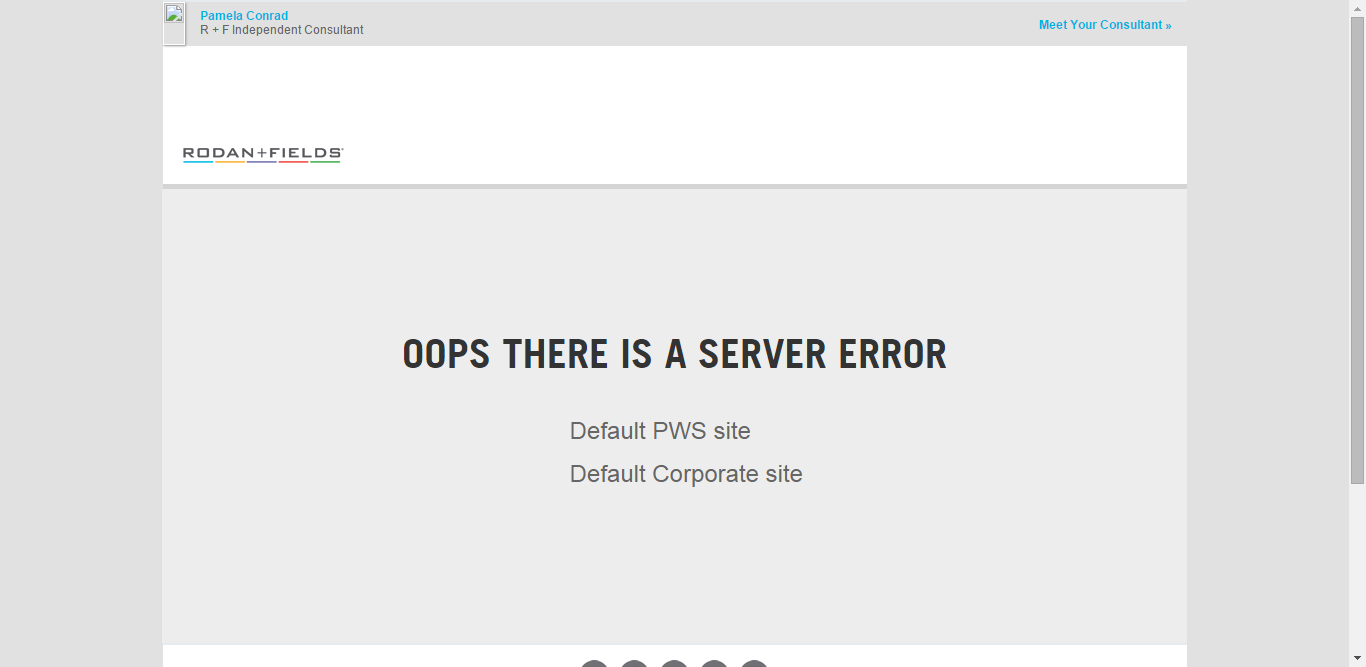 Pamela Conrad
R + F Independent Consultant
Meet Your Consultant »
RODAN+FIELDS
OOPS THERE IS A SERVER ERROR
Default PWS site
Default Corporate site